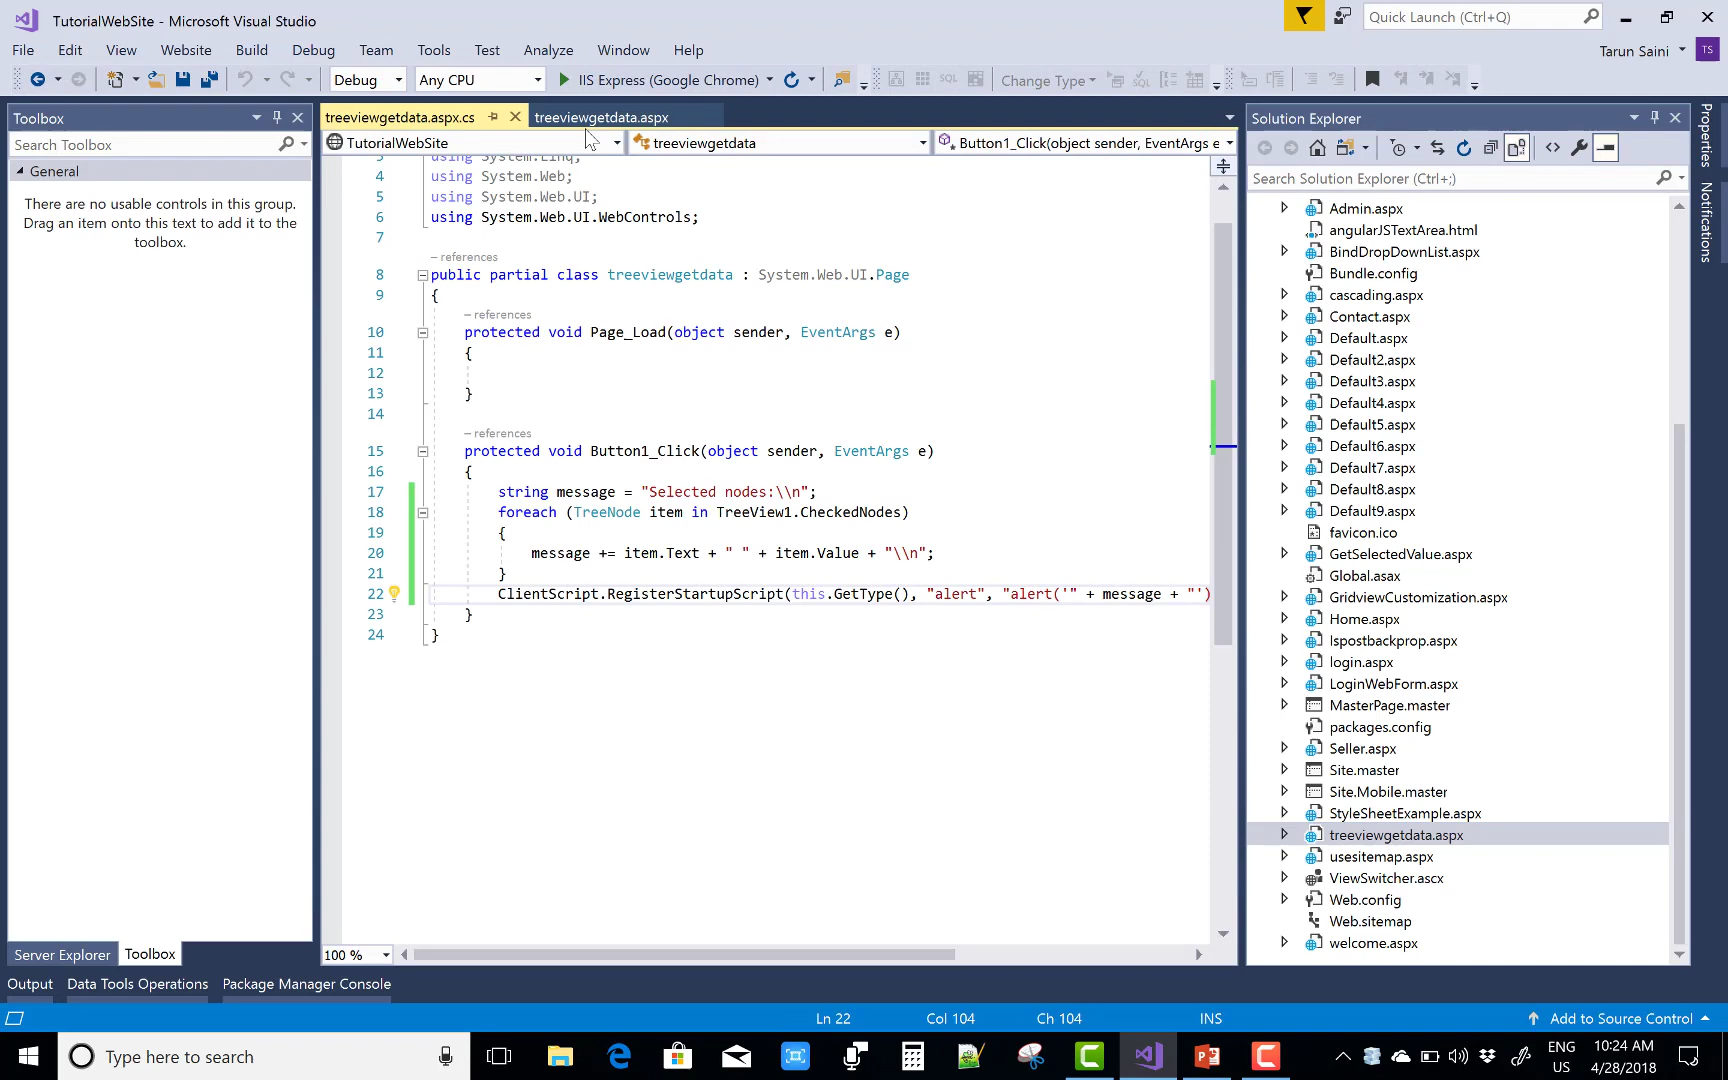 TutorialWebSite - Microsoft Visual Studio
Quick Launch (Ctrl+Q)
File Edit View Website Build Debug Team Tools Test Analyze Window Help
Tarun Saini TS
Debug Any CPU IIS Express (Google Chrome) Change Type
Toolbox
Search Toolbox
General
There are no usable controls in this group.
Drag an item onto this text to add it to the
toolbox.
Server Explorer Toolbox
treeviewgetdata.aspx.cs treeviewgetdata.aspx
TutorialWebSite treeviewgetdata Button1_Click(object sender, EventArgs e
3 using System.Linq;
4 using System.Web;
5 using System.Web.UI;
6 using System.Web.UI.WebControls;
7
– references
8 public partial class treeviewgetdata : System.Web.UI.Page
9 {
– references
10 protected void Page_Load(object sender, EventArgs e)
11 {
12
13 }
14
– references
15 protected void Button1_Click(object sender, EventArgs e)
16 {
17 string message = "Selected nodes:\\n";
18 foreach (TreeNode item in TreeView1.CheckedNodes)
19 {
20 message += item.Text + " " + item.Value + "\\n";
21 }
22 ClientScript.RegisterStartupScript(this.GetType(), "alert", "alert('" + message + "')
23 }
24 }
100 %
Solution Explorer
Search Solution Explorer (Ctrl+;)
Admin.aspx
angularJSTextArea.html
BindDropDownList.aspx
Bundle.config
cascading.aspx
Contact.aspx
Default.aspx
Default2.aspx
Default3.aspx
Default4.aspx
Default5.aspx
Default6.aspx
Default7.aspx
Default8.aspx
Default9.aspx
favicon.ico
GetSelectedValue.aspx
Global.asax
GridviewCustomization.aspx
Home.aspx
Ispostbackprop.aspx
login.aspx
LoginWebForm.aspx
MasterPage.master
packages.config
Seller.aspx
Site.master
Site.Mobile.master
StyleSheetExample.aspx
treeviewgetdata.aspx
usesitemap.aspx
ViewSwitcher.ascx
Web.config
Web.sitemap
welcome.aspx
Properties
Notifications
Output Data Tools Operations Package Manager Console
Ln 22 Col 104 Ch 104 INS Add to Source Control
Type here to search
ENG
US
10:24 AM
4/28/2018